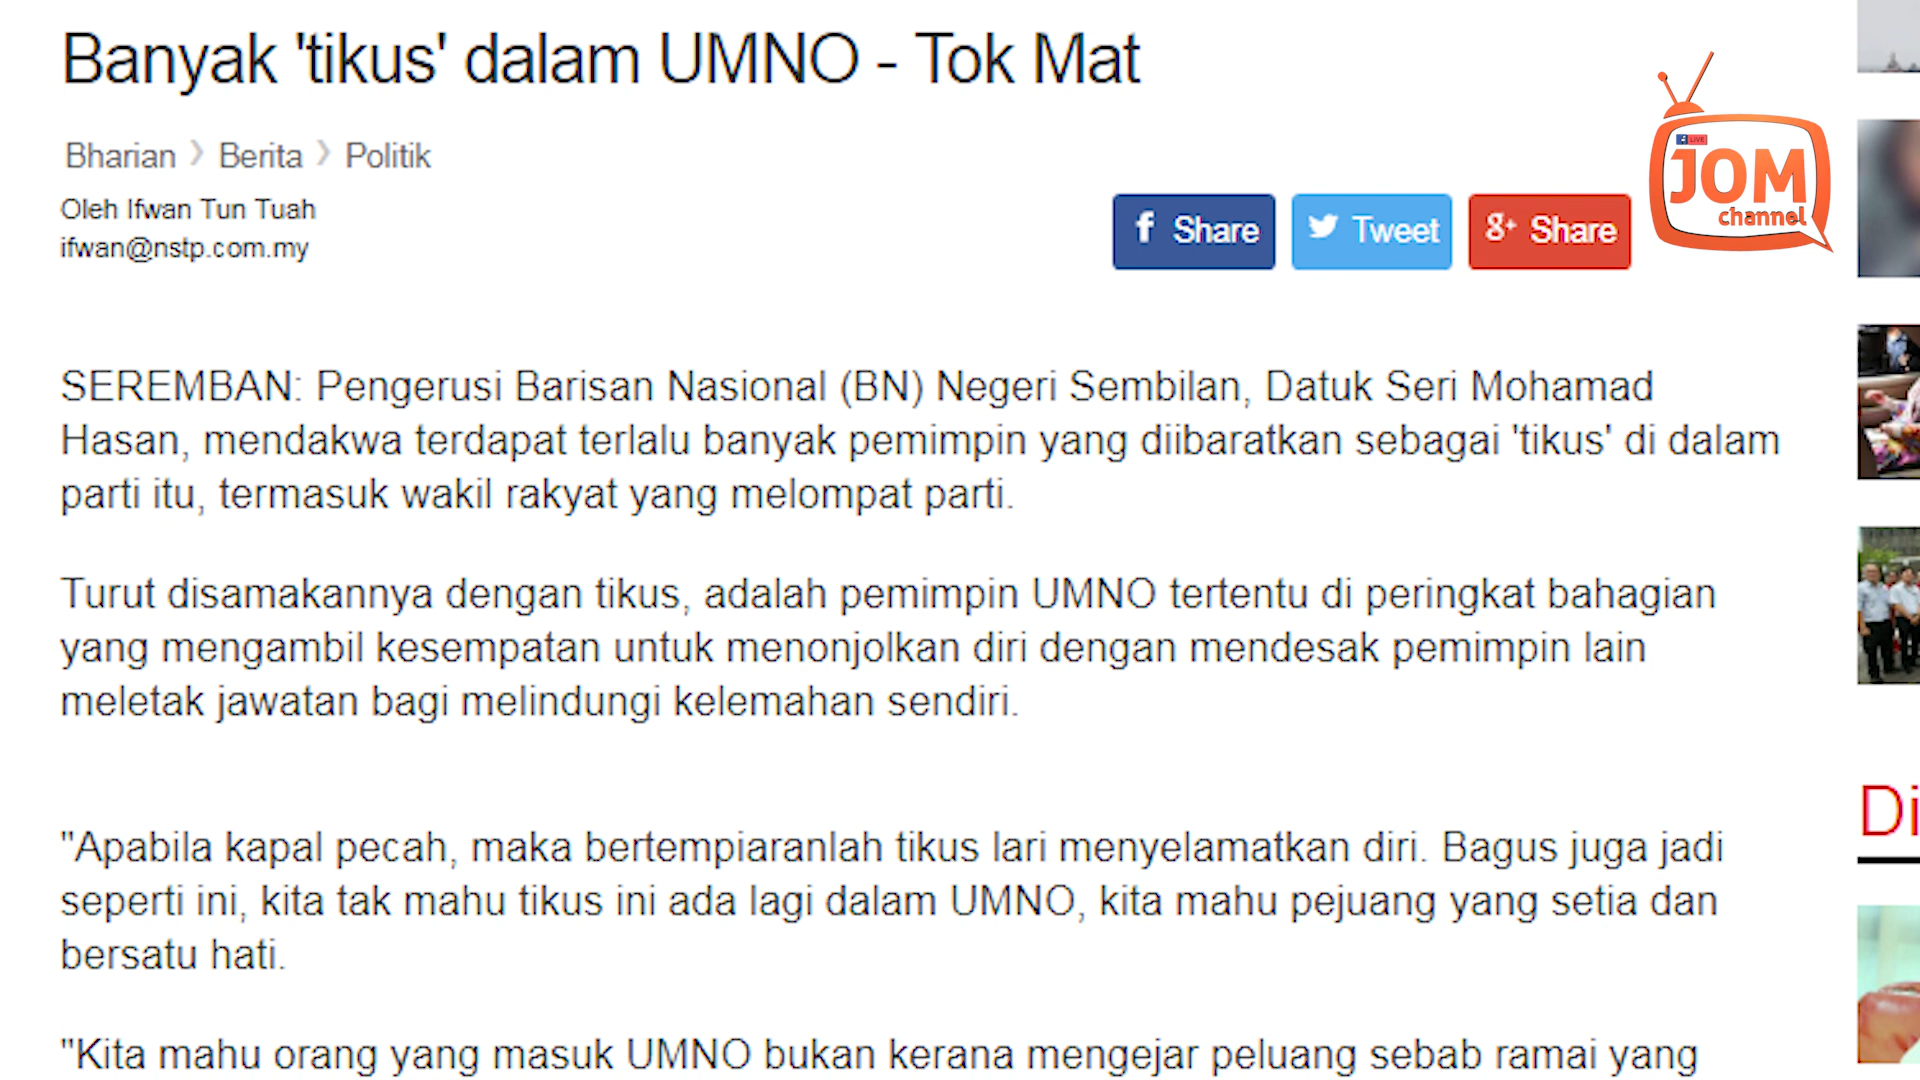 Banyak 'tikus' dalam UMNO - Tok Mat
Bharian > Berita > Politik
Oleh Ifwan Tun Tuah
ifwan@nstp.com.my
f Share
Tweet
g+ Share
LIVE
JOM
channel
SEREMBAN: Pengerusi Barisan Nasional (BN) Negeri Sembilan, Datuk Seri Mohamad
Hasan, mendakwa terdapat terlalu banyak pemimpin yang diibaratkan sebagai 'tikus' di dalam
parti itu, termasuk wakil rakyat yang melompat parti.
Turut disamakannya dengan tikus, adalah pemimpin UMNO tertentu di peringkat bahagian
yang mengambil kesempatan untuk menonjolkan diri dengan mendesak pemimpin lain
meletak jawatan bagi melindungi kelemahan sendiri.
Di
"Apabila kapal pecah, maka bertempiaranlah tikus lari menyelamatkan diri. Bagus juga jadi
seperti ini, kita tak mahu tikus ini ada lagi dalam UMNO, kita mahu pejuang yang setia dan
bersatu hati.
"Kita mahu orang yang masuk UMNO bukan kerana mengejar peluang sebab ramai yang